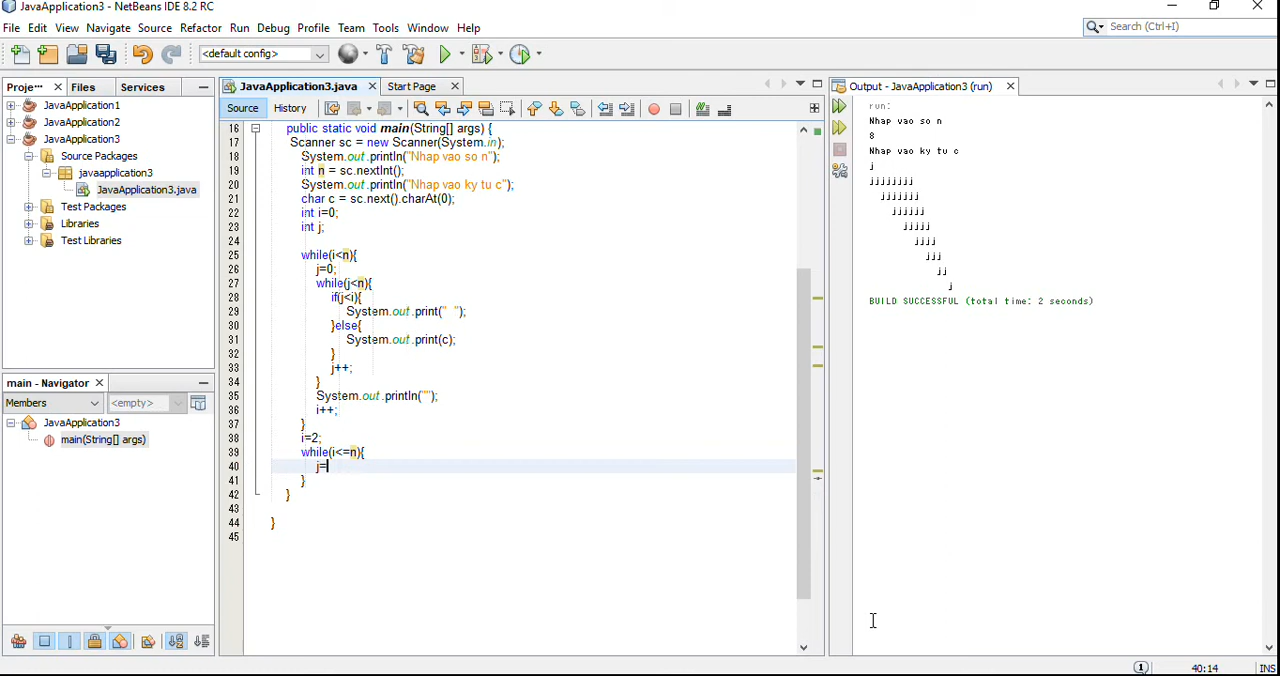 JavaApplication3 - NetBeans IDE 8.2 RC
File Edit View Navigate Source Refactor Run Debug Profile Team Tools Window Help
Search (Ctrl+I)
<default config>
Proje... Files Services
JavaApplication1
JavaApplication2
JavaApplication3
Source Packages
javaapplication3
JavaApplication3.java
Test Packages
Libraries
Test Libraries
main - Navigator
Members <empty>
JavaApplication3
main(String[] args)
JavaApplication3.java Start Page
Source History
16 public static void main(String[] args) {
17 Scanner sc = new Scanner(System.in);
18 System.out.println("Nhap vao so n");
19 int n = sc.nextInt();
20 System.out.println("Nhap vao ky tu c");
21 char c = sc.next().charAt(0);
22 int i=0;
23 int j;
24
25 while(i<n){
26 j=0;
27 while(j<n){
28 if(j<i){
29 System.out.print("  ");
30 }else{
31 System.out.print(c);
32 }
33 j++;
34 }
35 System.out.println("");
36 i++;
37 }
38 i=2;
39 while(i<=n){
40 j=
41 }
42 }
43
44 }
45
Output - JavaApplication3 (run)
run:
Nhap vao so n
8
Nhap vao ky tu c
j
jjjjjjjj
jjjjjjj
jjjjjj
jjjjj
jjjj
jjj
jj
j
BUILD SUCCESSFUL (total time: 2 seconds)
1 40:14 INS